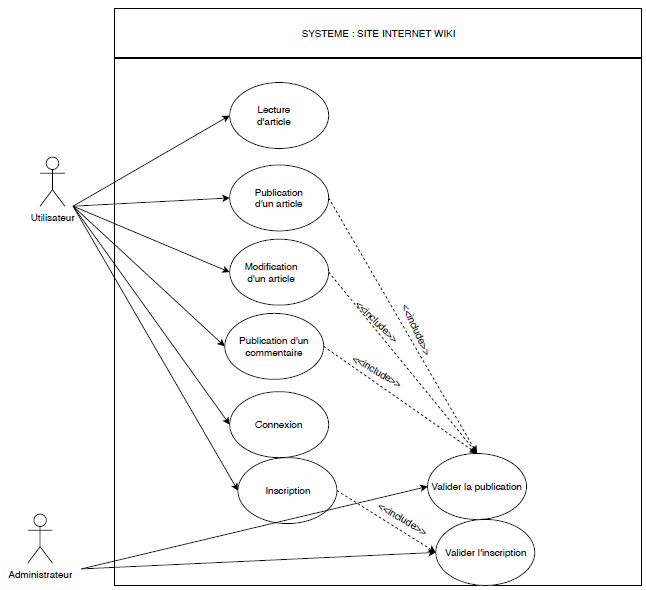 SYSTEME : SITE INTERNET WIKI
Lecture
d'article
Publication
d'un article
Utilisateur
Modification
d'un article
<<include>>
<<include>>
Publication d'un
commentaire
<<include>>
Connexion
Inscription
Valider la publication
<<include>>
Valider l'inscription
Administrateur